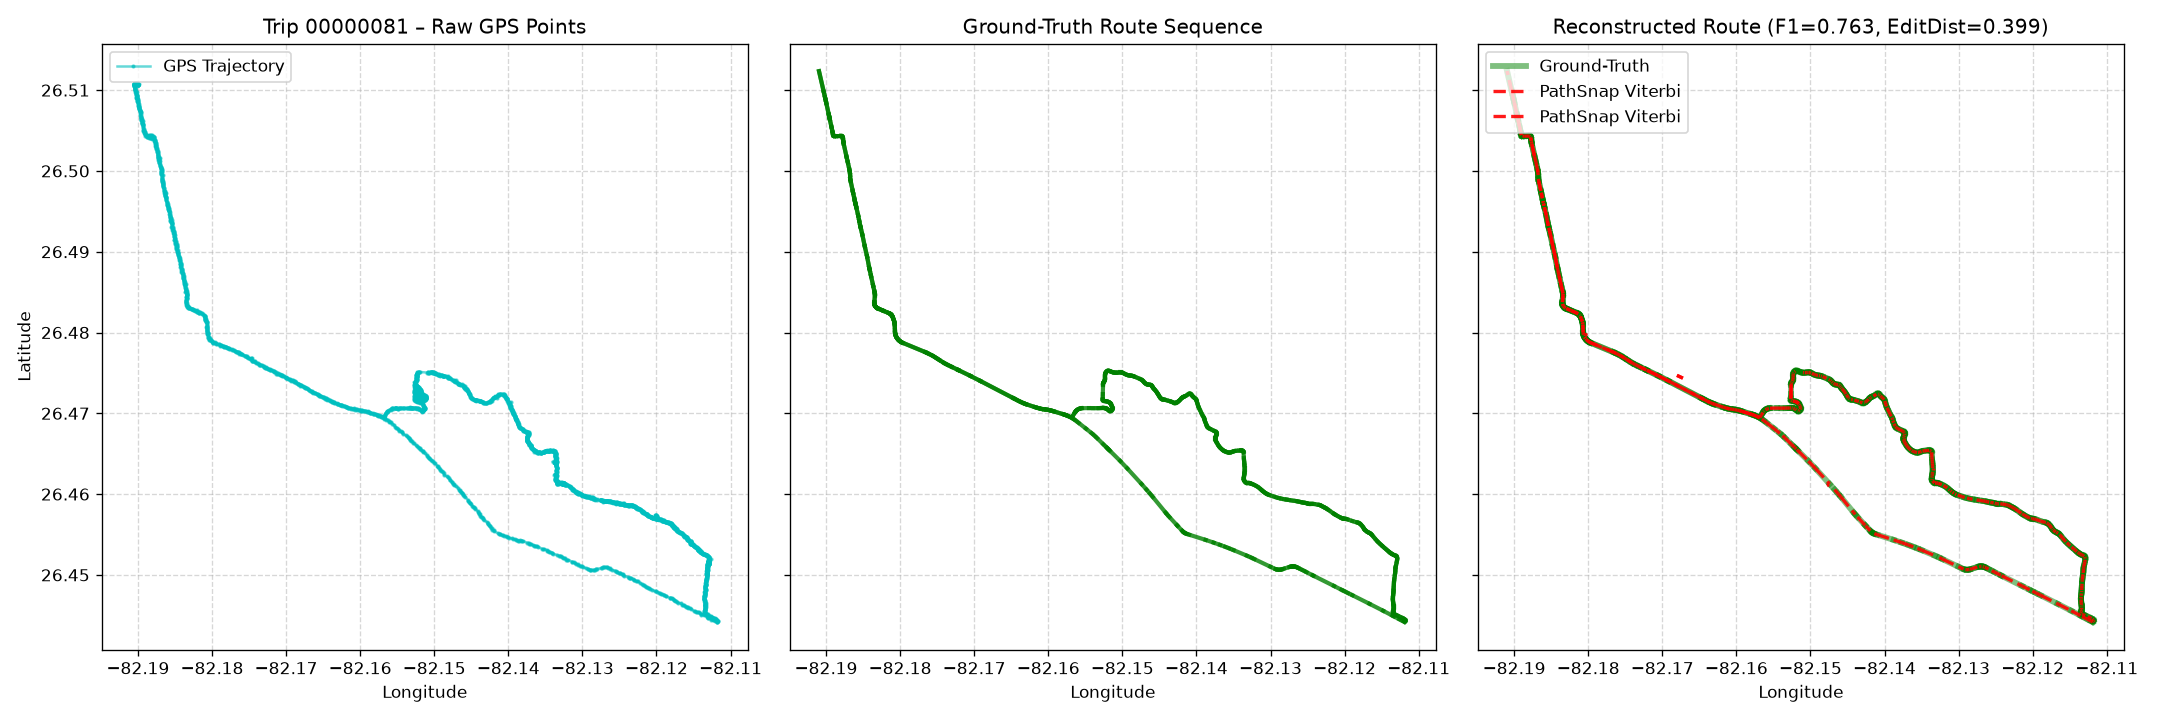 Trip 00000081 – Raw GPS Points
GPS Trajectory
26.51
26.50
26.49
26.48
26.47
26.46
26.45
Latitude
−82.19 −82.18 −82.17 −82.16 −82.15 −82.14 −82.13 −82.12 −82.11
Longitude
Ground-Truth Route Sequence
−82.19 −82.18 −82.17 −82.16 −82.15 −82.14 −82.13 −82.12 −82.11
Longitude
Reconstructed Route (F1=0.763, EditDist=0.399)
Ground-Truth
PathSnap Viterbi
PathSnap Viterbi
−82.19 −82.18 −82.17 −82.16 −82.15 −82.14 −82.13 −82.12 −82.11
Longitude